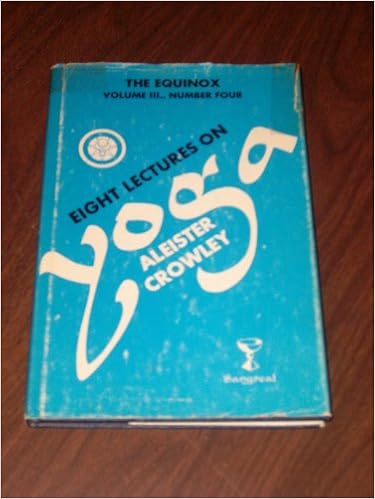 THE EQUINOX
VOLUME III., NUMBER FOUR
EIGHT LECTURES ON
Yoga
ALEISTER
CROWLEY
Sangreal